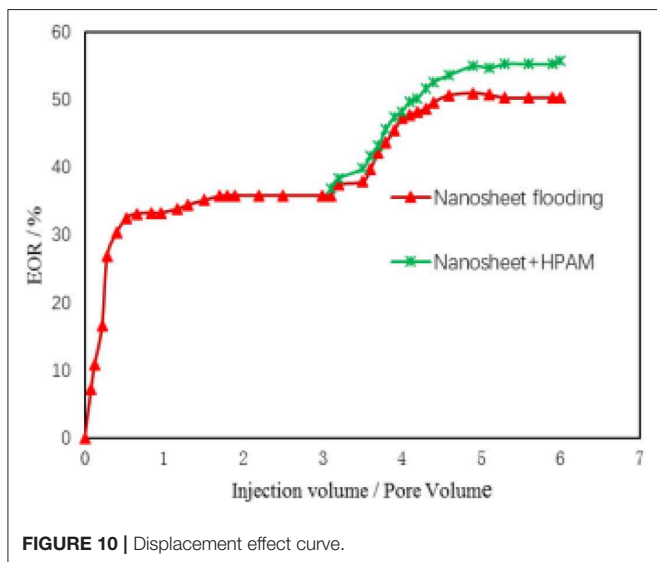 60
50
40
30
20
10
0
EOR / %
Nanosheet flooding
Nanosheet+HPAM
0 1 2 3 4 5 6 7
Injection volume / Pore Volume
FIGURE 10 | Displacement effect curve.